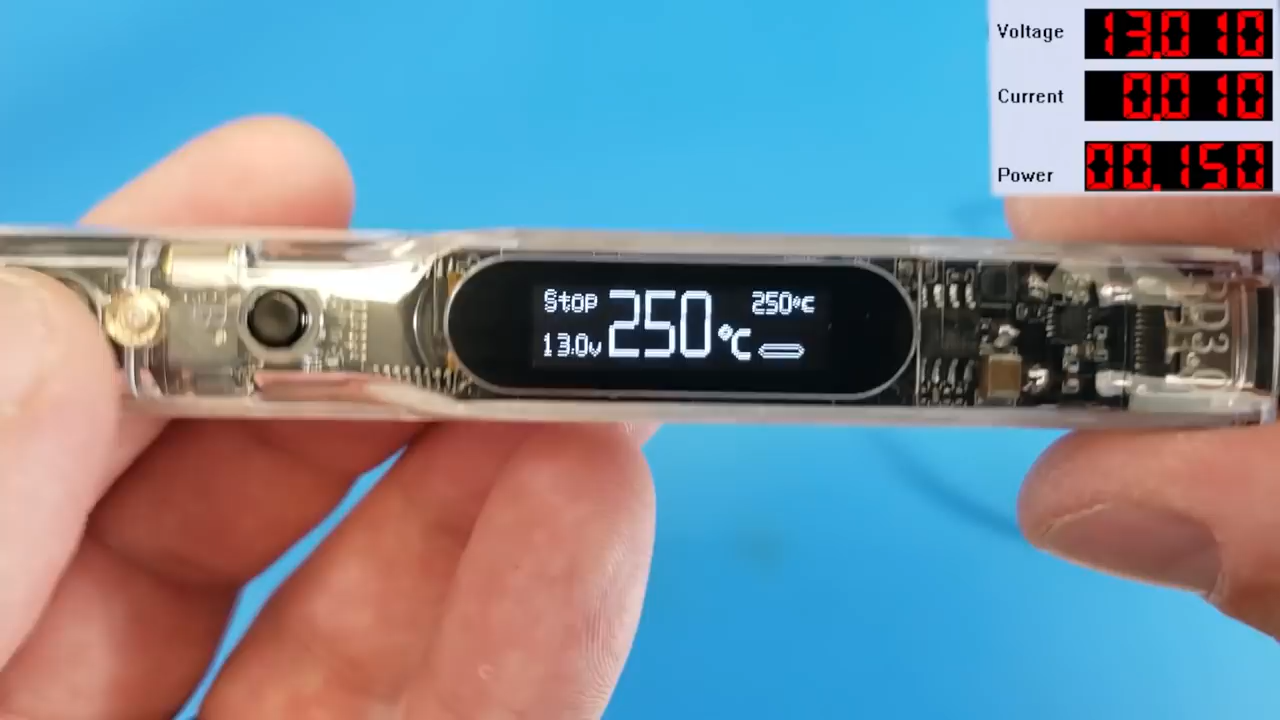 Voltage 13.010
Current 0.010
Power 00.150
Stop 250°C 250°C
13.0v